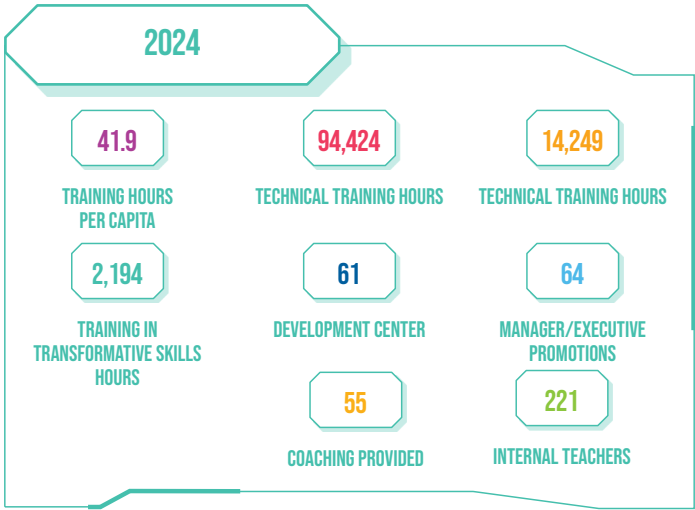 2024
41.9
94,424
14,249
TRAINING HOURS
PER CAPITA
TECHNICAL TRAINING HOURS
TECHNICAL TRAINING HOURS
2,194
61
64
TRAINING IN
TRANSFORMATIVE SKILLS
HOURS
DEVELOPMENT CENTER
MANAGER/EXECUTIVE
PROMOTIONS
55
221
COACHING PROVIDED
INTERNAL TEACHERS